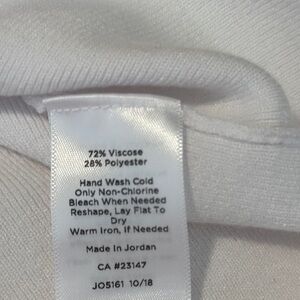 72% Viscose
28% Polyester
Hand Wash Cold
Only Non-Chlorine
Bleach When Needed
Reshape, Lay Flat To
Dry
Warm Iron, If Needed
Made In Jordan
CA #23147
JO5161 10/18